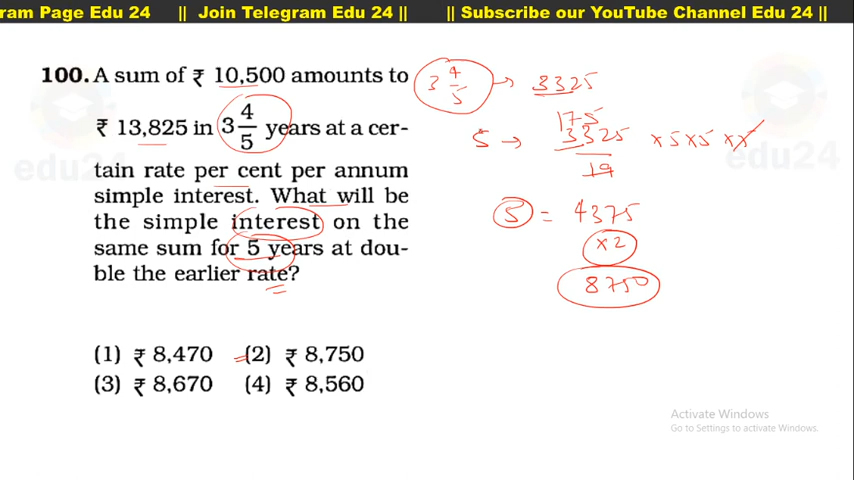 ram Page Edu 24 || Join Telegram Edu 24 || || Subscribe our YouTube Channel Edu 24 ||
100. A sum of ₹ 10,500 amounts to
₹ 13,825 in 3 4/5 years at a cer-
tain rate per cent per annum
simple interest. What will be
the simple interest on the
same sum for 5 years at dou-
ble the earlier rate?
(1) ₹ 8,470 (2) ₹ 8,750
(3) ₹ 8,670 (4) ₹ 8,560
3 4/5 → 3325
175
5 → 3325 × 5 × 5 × 5
19
5 = 4375
×2
8750
edu24
edu24
Activate Windows
Go to Settings to activate Windows.